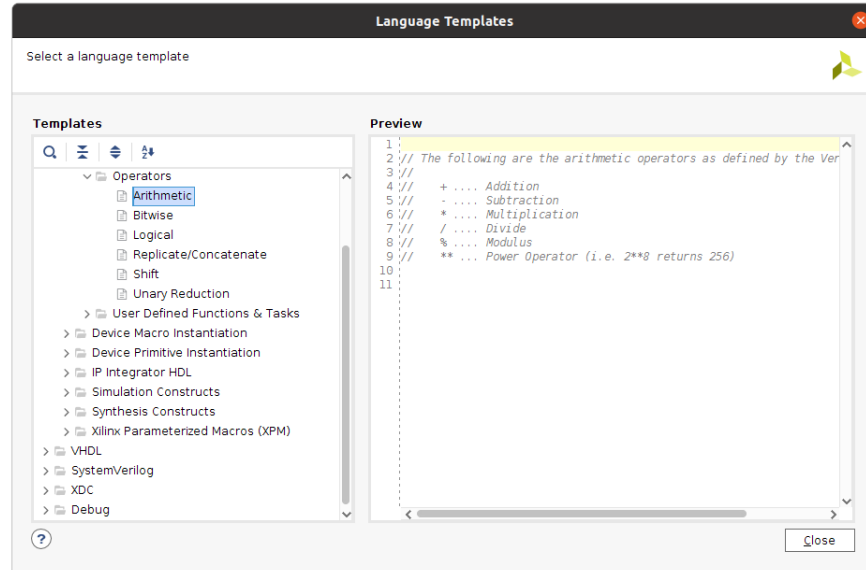 Language Templates
Select a language template
Templates
Operators
Arithmetic
Bitwise
Logical
Replicate/Concatenate
Shift
Unary Reduction
User Defined Functions & Tasks
Device Macro Instantiation
Device Primitive Instantiation
IP Integrator HDL
Simulation Constructs
Synthesis Constructs
Xilinx Parameterized Macros (XPM)
VHDL
SystemVerilog
XDC
Debug
Preview
1
2 // The following are the arithmetic operators as defined by the Ver
3 //
4 // + .... Addition
5 // - .... Subtraction
6 // * .... Multiplication
7 // / .... Divide
8 // % .... Modulus
9 // ** ... Power Operator (i.e. 2**8 returns 256)
10
11
?
Close